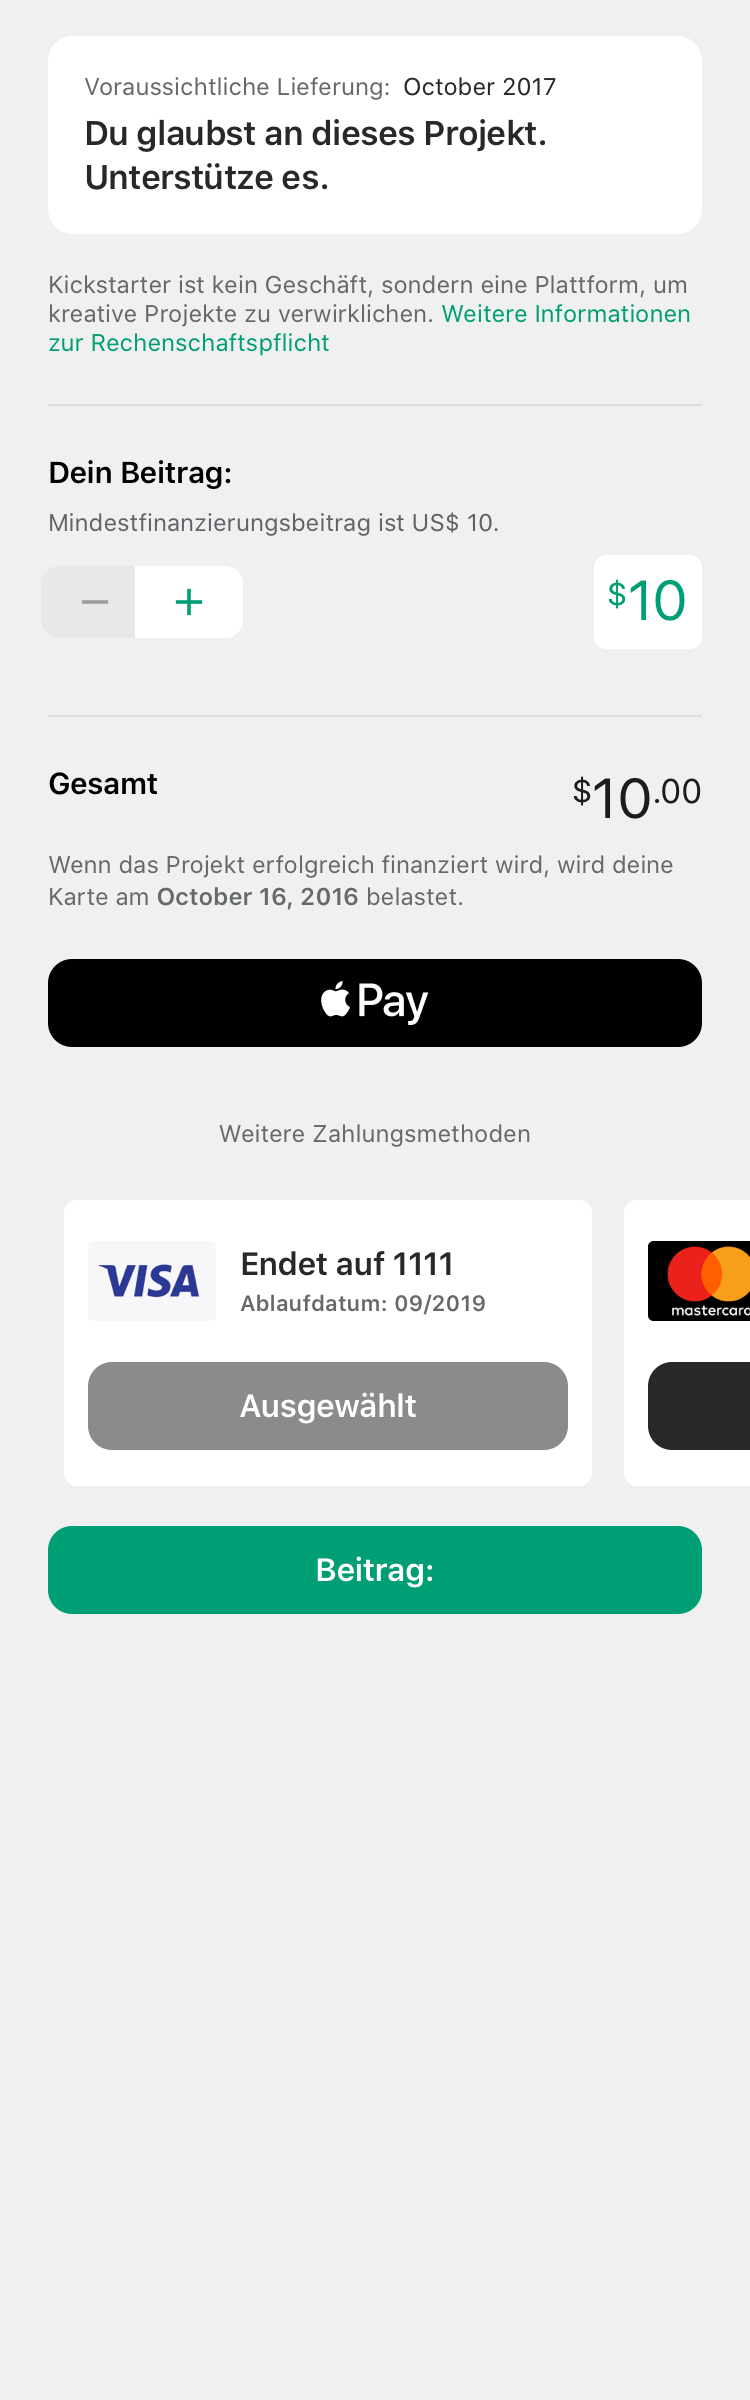 Voraussichtliche Lieferung: October 2017
Du glaubst an dieses Projekt.
Unterstütze es.
Kickstarter ist kein Geschäft, sondern eine Plattform, um
kreative Projekte zu verwirklichen. Weitere Informationen
zur Rechenschaftspflicht
Dein Beitrag:
Mindestfinanzierungsbeitrag ist US$ 10.
$10
Gesamt $10.00
Wenn das Projekt erfolgreich finanziert wird, wird deine
Karte am October 16, 2016 belastet.
Pay
Weitere Zahlungsmethoden
VISA
Endet auf 1111
Ablaufdatum: 09/2019
mastercard
Ausgewählt
Beitrag: